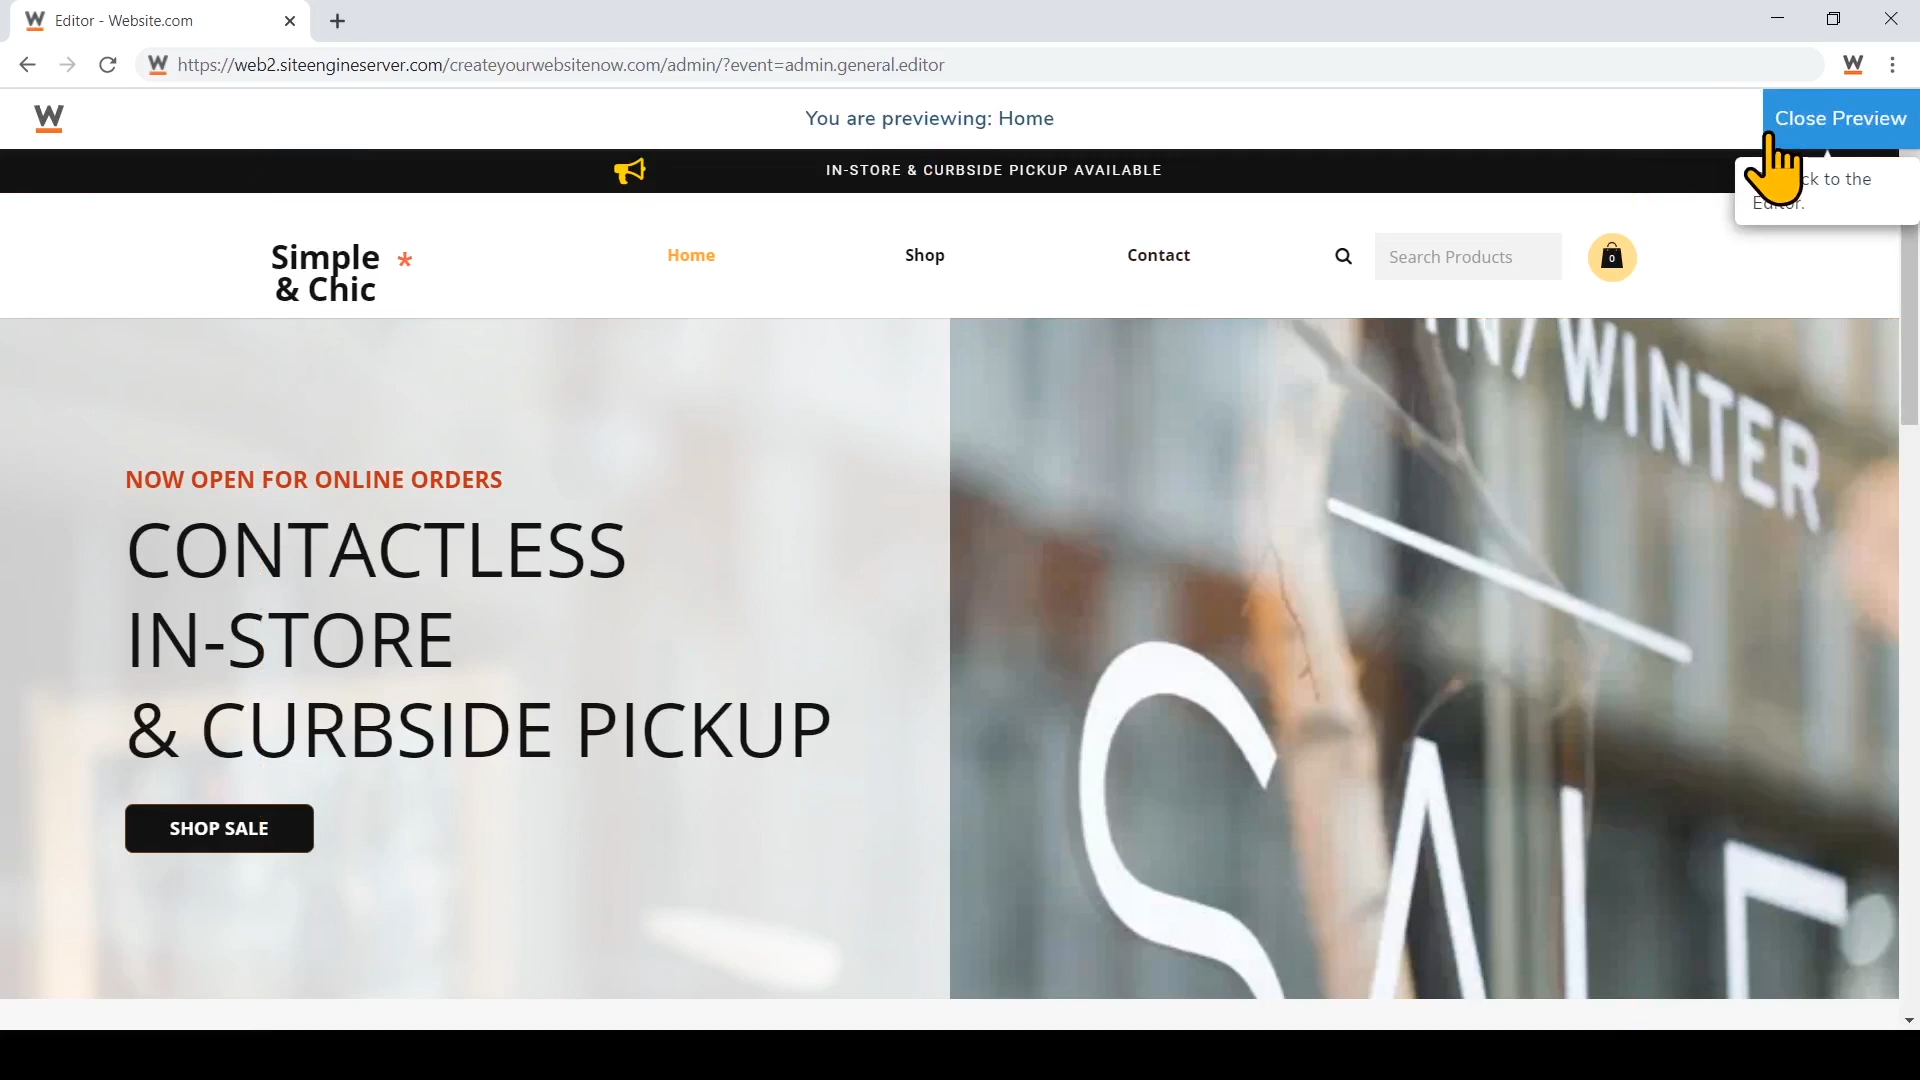 Editor - Website.com
https://web2.siteengineserver.com/createyourwebsitenow.com/admin/?event=admin.general.editor
W
You are previewing: Home
Close Preview
IN-STORE & CURBSIDE PICKUP AVAILABLE
to the
Editor.
Simple *
& Chic
Home
Shop
Contact
Search Products
0
NOW OPEN FOR ONLINE ORDERS
CONTACTLESS
IN-STORE
& CURBSIDE PICKUP
SHOP SALE
/WINTER
SALE